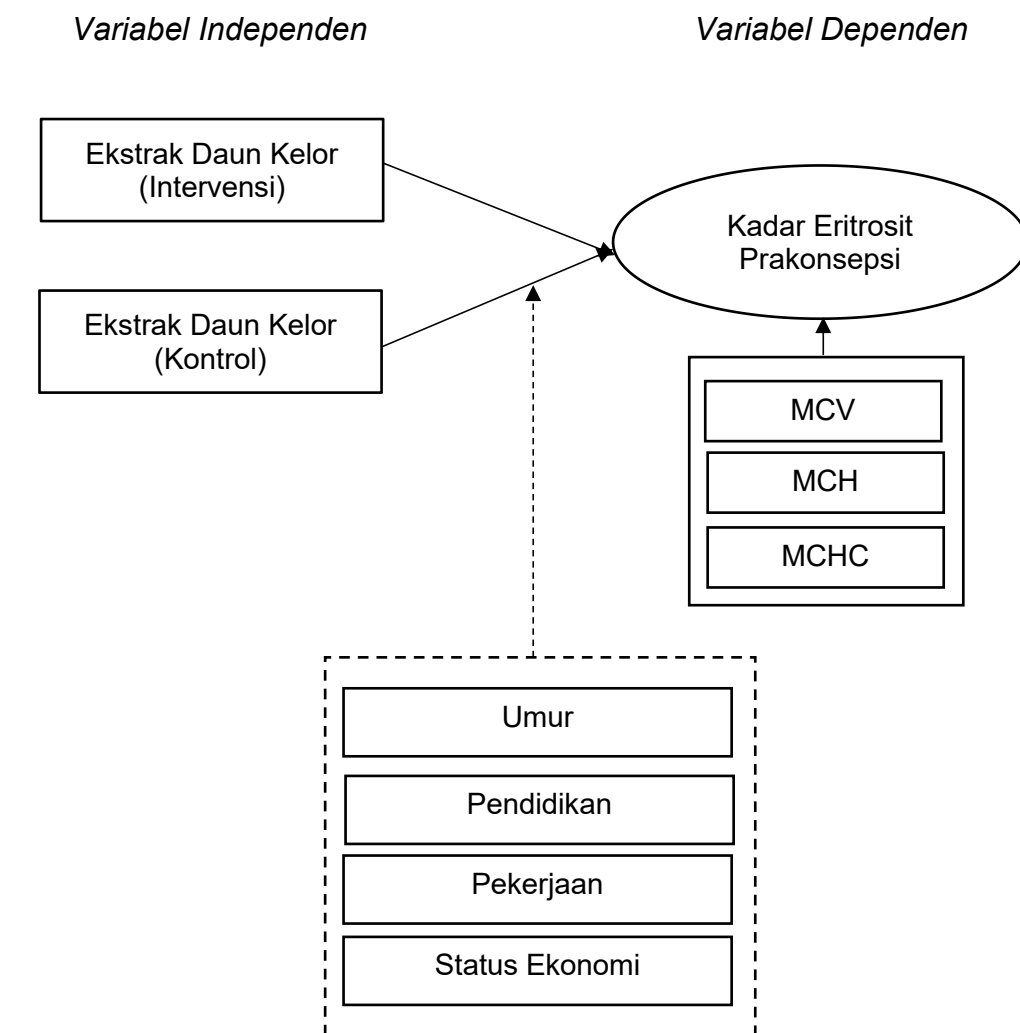 Variabel Independen
Variabel Dependen
Ekstrak Daun Kelor
(Intervensi)
Kadar Eritrosit
Prakonsepsi
Ekstrak Daun Kelor
(Kontrol)
MCV
MCH
MCHC
Umur
Pendidikan
Pekerjaan
Status Ekonomi